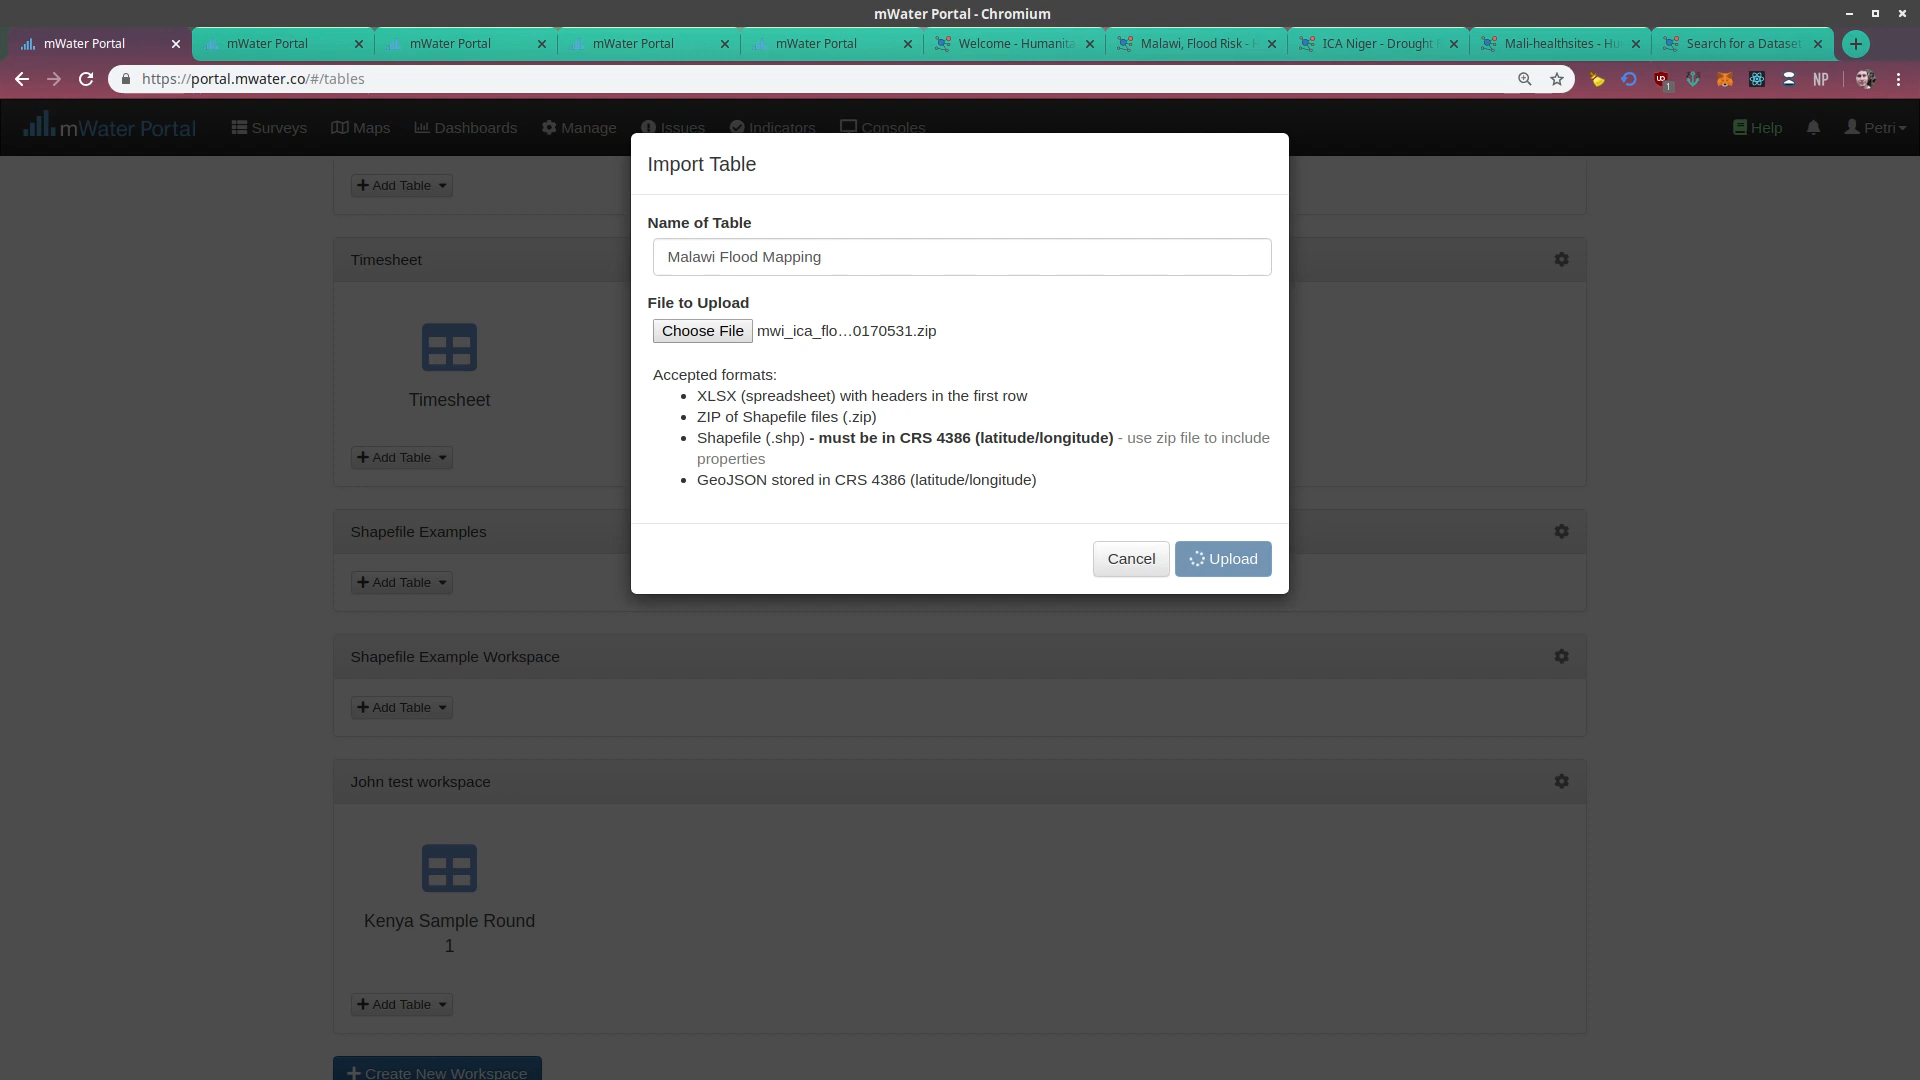 mWater Portal - Chromium
mWater Portal
mWater Portal
mWater Portal
mWater Portal
mWater Portal
Welcome - Humanita
Malawi, Flood Risk -
ICA Niger - Drought
Mali-healthsites - Hu
Search for a Dataset
https://portal.mwater.co/#/tables
1
NP
mWater Portal
Surveys
Maps
Dashboards
Manage
Issues
Indicators
Consoles
Help
Petri
Import Table
Name of Table
Malawi Flood Mapping
File to Upload
Choose File mwi_ica_flo…0170531.zip
Accepted formats:
XLSX (spreadsheet) with headers in the first row
ZIP of Shapefile files (.zip)
Shapefile (.shp) - must be in CRS 4386 (latitude/longitude) - use zip file to include
properties
GeoJSON stored in CRS 4386 (latitude/longitude)
Cancel
Upload
Add Table
Timesheet
Timesheet
Add Table
Shapefile Examples
Add Table
Shapefile Example Workspace
Add Table
John test workspace
Kenya Sample Round
1
Add Table
Create New Workspace